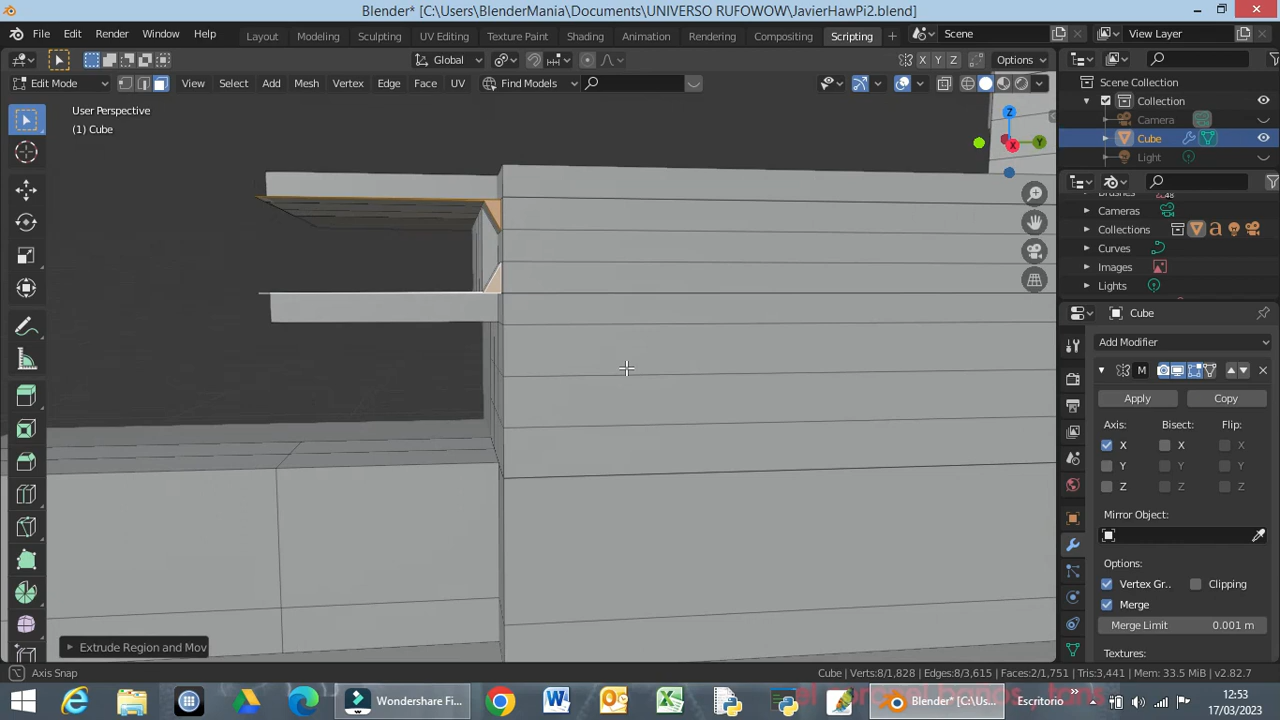 Blender* [C:\Users\BlenderMania\Documents\UNIVERSO RUFOWOW\JavierHawPi2.blend]
File Edit Render Window Help Layout Modeling Sculpting UV Editing Texture Paint Shading Animation Rendering Compositing Scripting + Scene View Layer
Global X Y Z Options
Edit Mode View Select Add Mesh Vertex Edge Face UV Find Models
Scene Collection
Collection
Camera
Cube
Light
User Perspective
(1) Cube
Z
Y
X
Brushes
Cameras
Collections
Curves
Images
Lights
Cube
Add Modifier
M
Apply Copy
Axis: Bisect: Flip:
X X X
Y Y Y
Z Z Z
Mirror Object:
Options:
Vertex Gr.. Clipping
Merge
Merge Limit 0.001 m
Textures:
Extrude Region and Mov
Axis Snap
Cube | Verts:8/1,828 | Edges:8/3,615 | Faces:2/1,751 | Tris:3,441 | Mem: 33.5 MiB | v2.82.7
Wondershare Fi...
Blender* [C:\Us...
Escritorio
12:53
17/03/2023